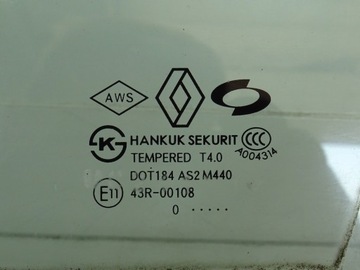 AWS
HANKUK SEKURIT CCC
TEMPERED T4.0 A004314
DOT184 AS2 M440
E11 43R-00108
0 .....